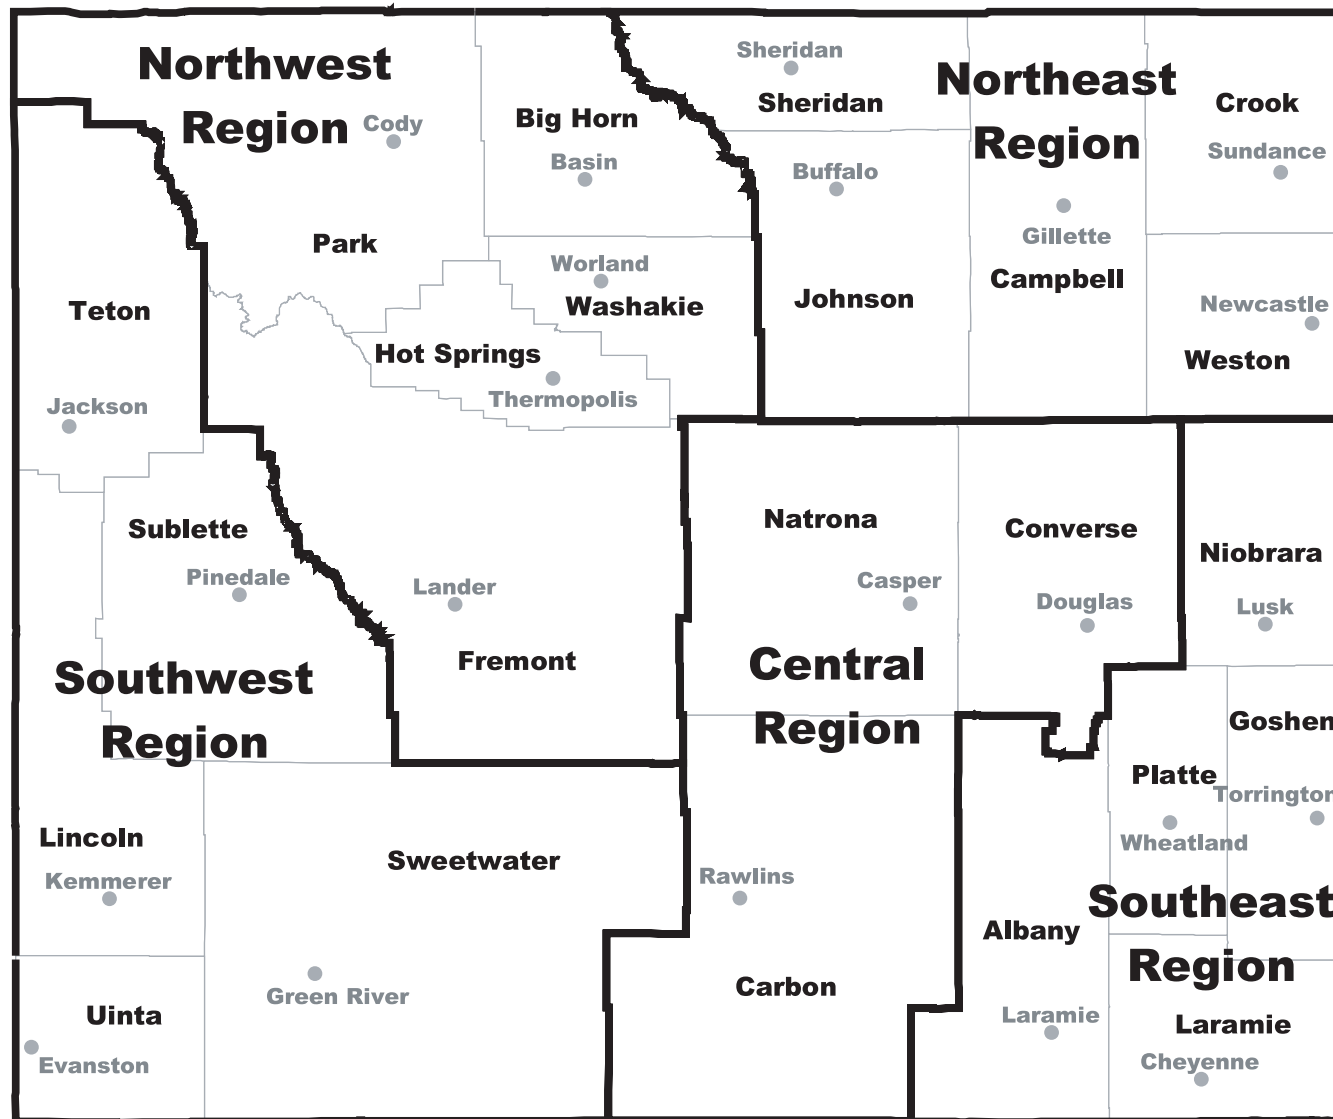 Northwest
Region
Cody
Big Horn
Basin
Park
Worland
Washakie
Hot Springs
Thermopolis
Lander
Fremont
Sheridan
Sheridan
Northeast
Region
Crook
Sundance
Buffalo
Gillette
Campbell
Johnson
Newcastle
Weston
Teton
Jackson
Sublette
Pinedale
Southwest
Region
Lincoln
Kemmerer
Sweetwater
Green River
Uinta
Evanston
Natrona
Casper
Converse
Douglas
Central
Region
Rawlins
Carbon
Niobrara
Lusk
Goshen
Platte
Torrington
Wheatland
Southeast
Region
Albany
Laramie
Laramie
Cheyenne